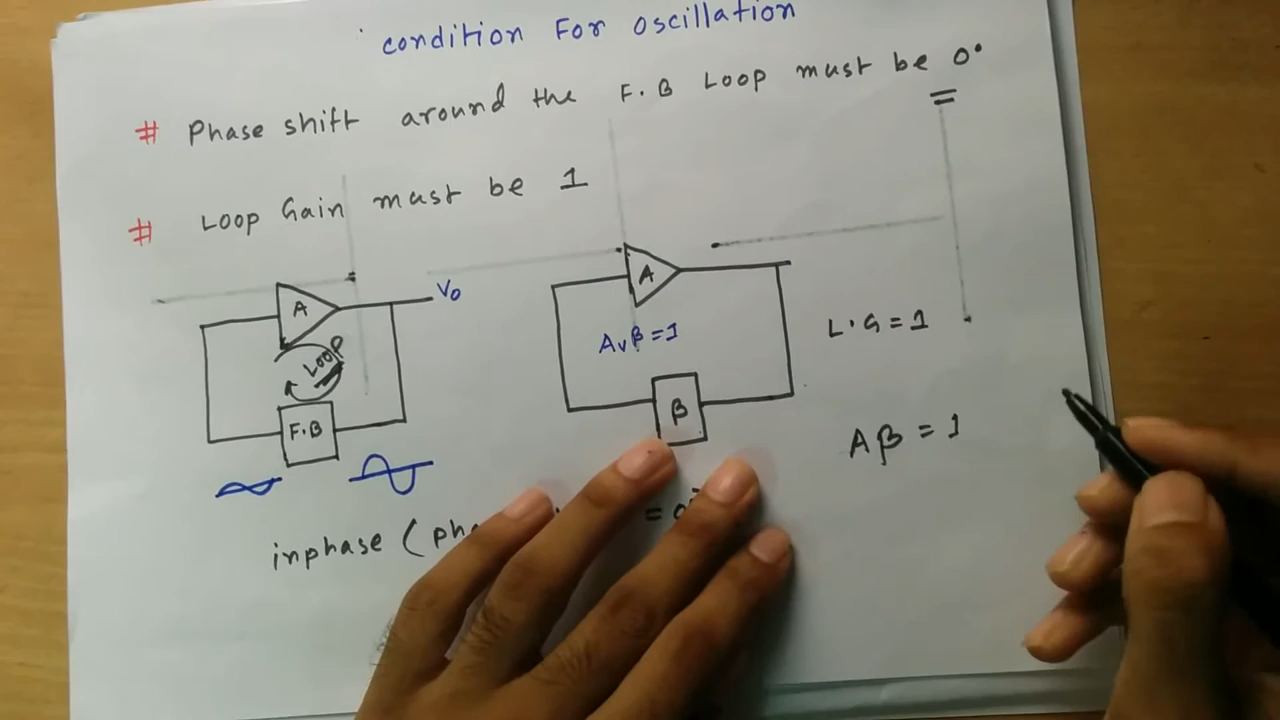 condition For oscillation
# Phase shift around the F.B Loop must be 0°
# Loop Gain must be 1
A
Vo
Loop
F.B
A
Avβ=1
β
L.G=1
Aβ=1
inphase (